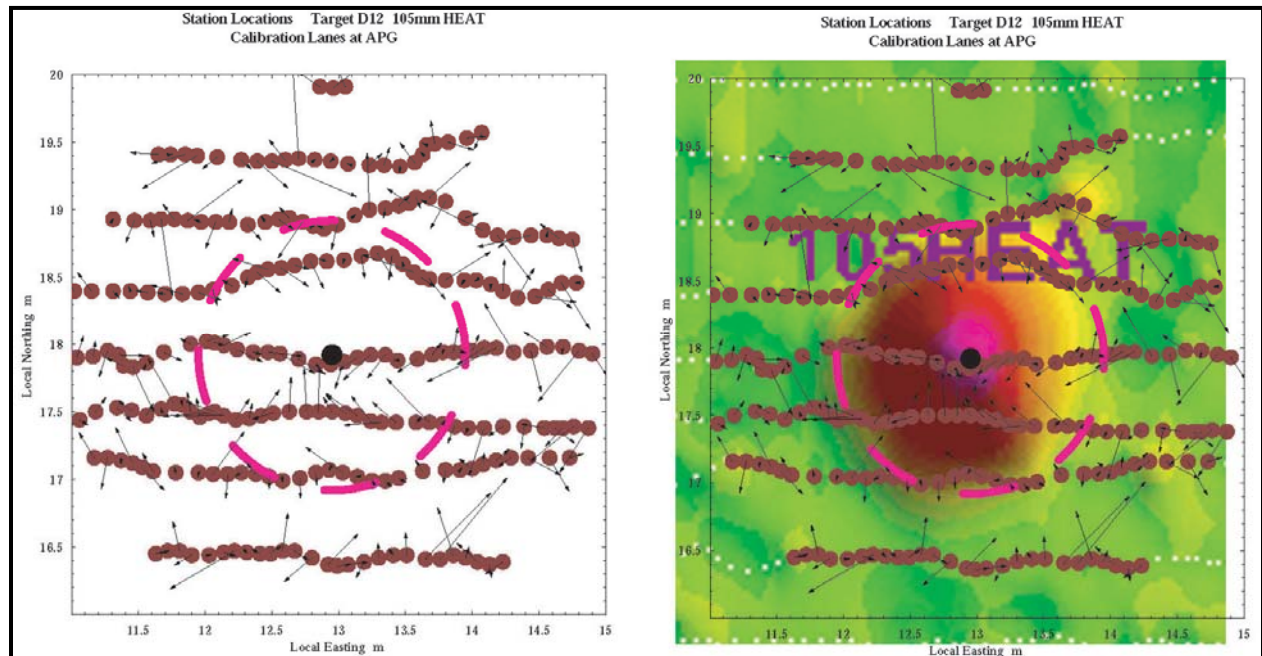 Station Locations Target D12 105mm HEAT
Calibration Lanes at APG
20
19.5
19
18.5
18
17.5
17
16.5
Local Northing m
11.5 12 12.5 13 13.5 14 14.5 15
Local Easting m
Station Locations Target D12 105mm HEAT
Calibration Lanes at APG
20
19.5
19
18.5
18
17.5
17
16.5
Local Northing m
105HEAT
11.5 12 12.5 13 13.5 14 14.5 15
Local Easting m